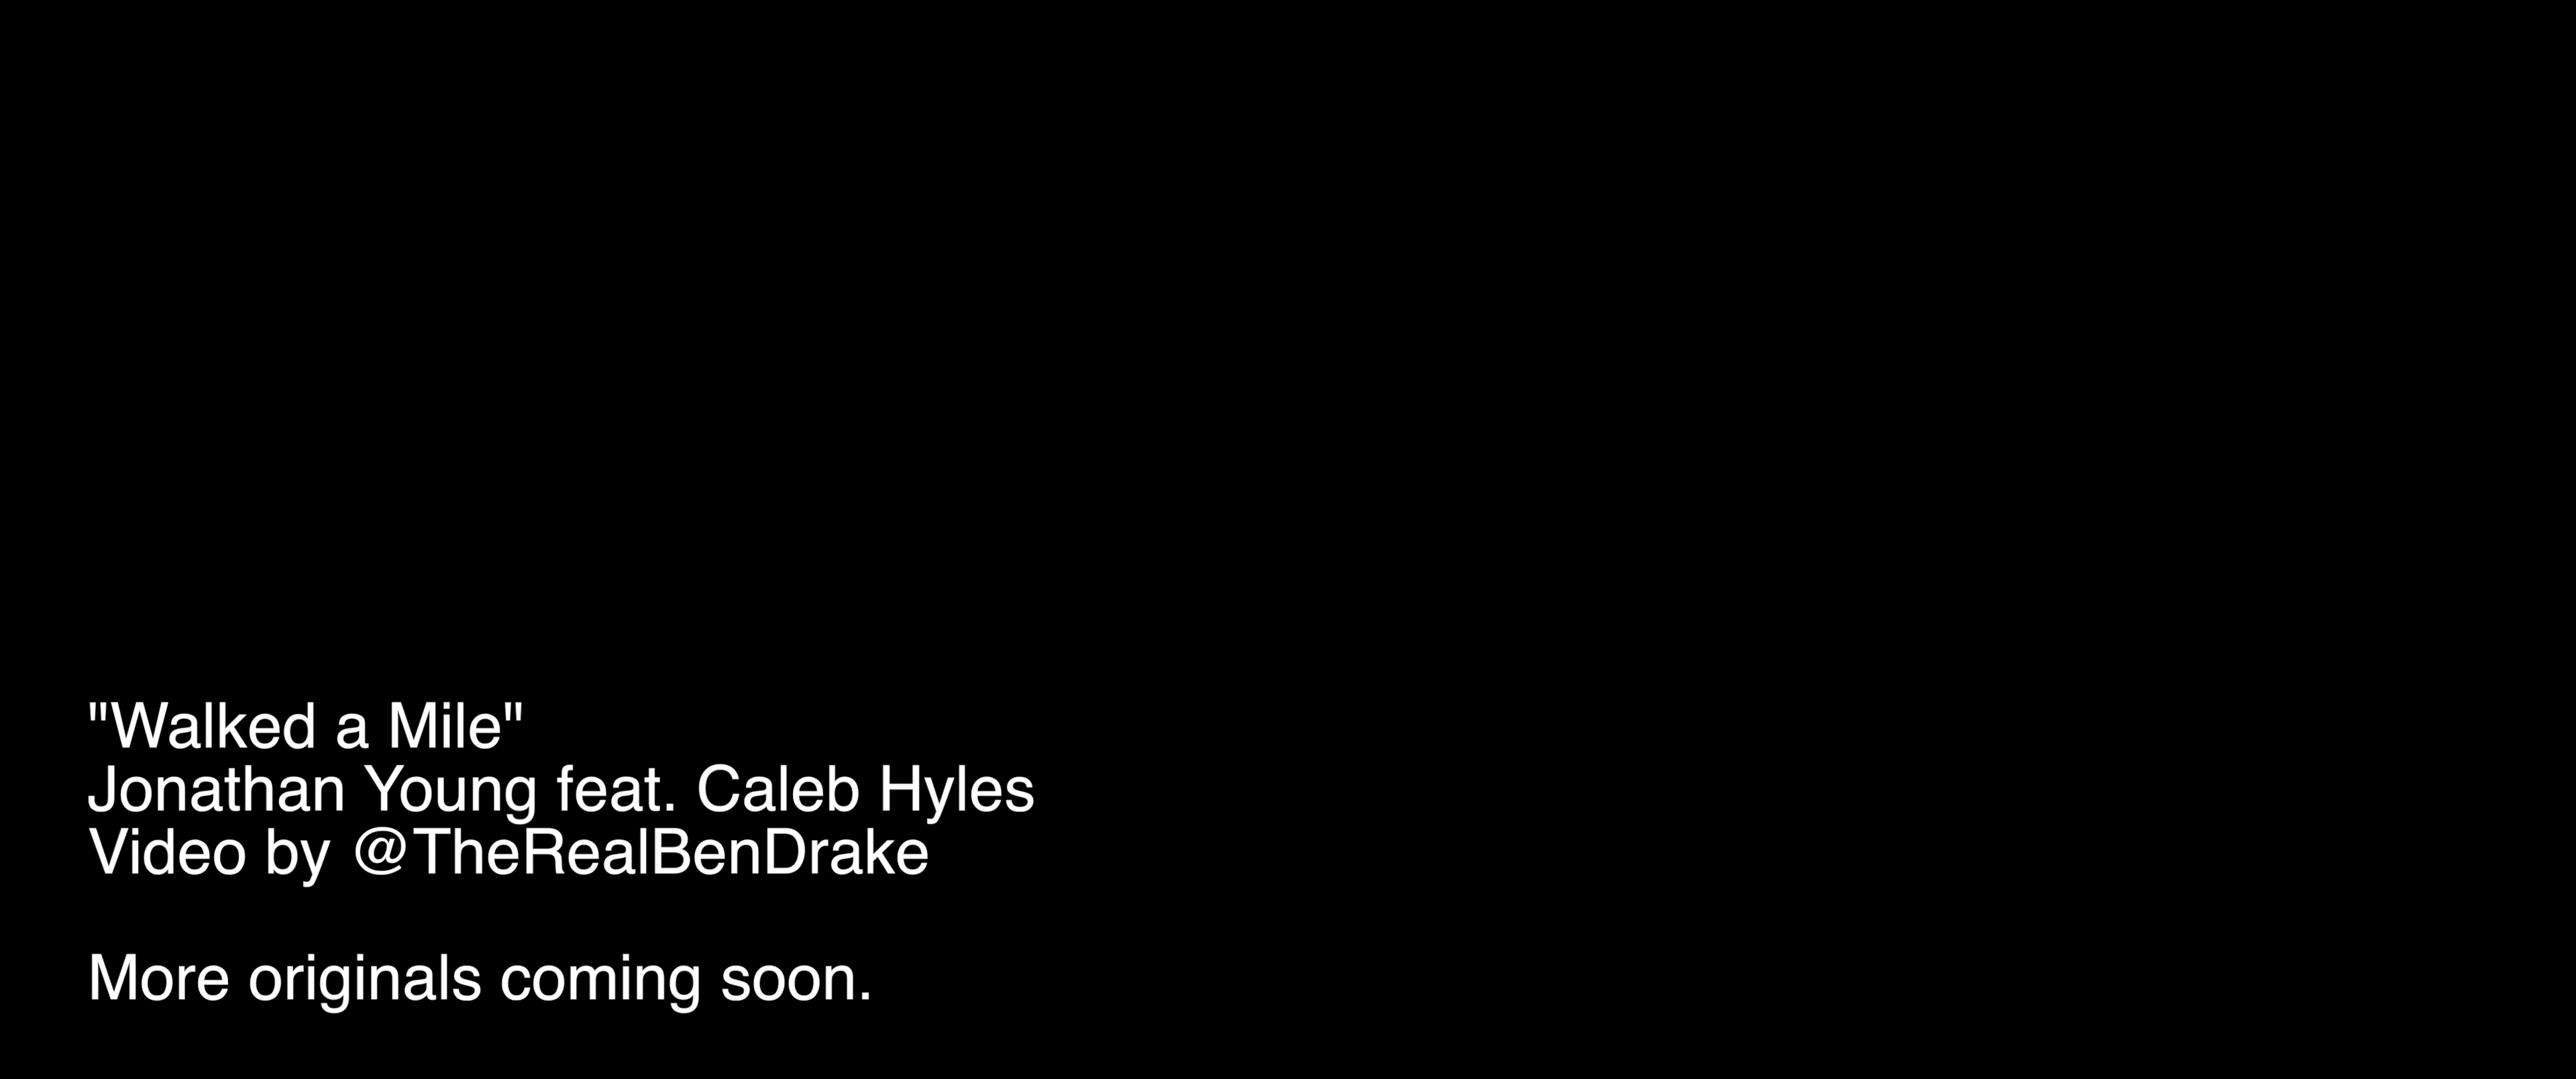 "Walked a Mile"
Jonathan Young feat. Caleb Hyles
Video by @TheRealBenDrake
More originals coming soon.